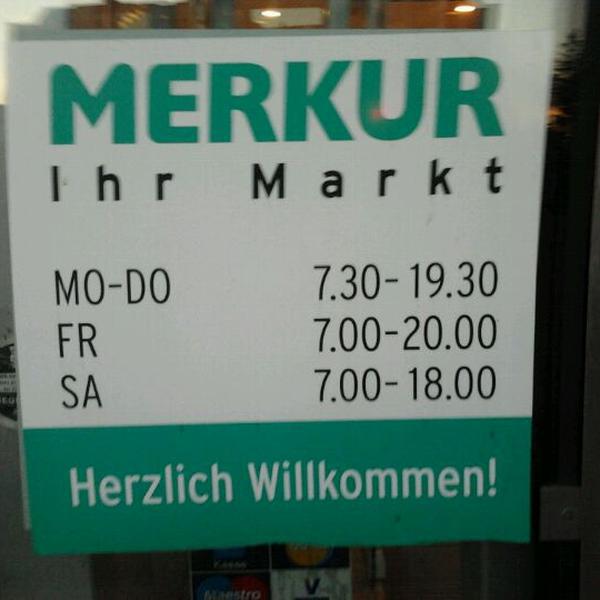 MERKUR
Ihr Markt
MO-DO 7.30-19.30
FR 7.00-20.00
SA 7.00-18.00
Herzlich Willkommen!
Maestro V